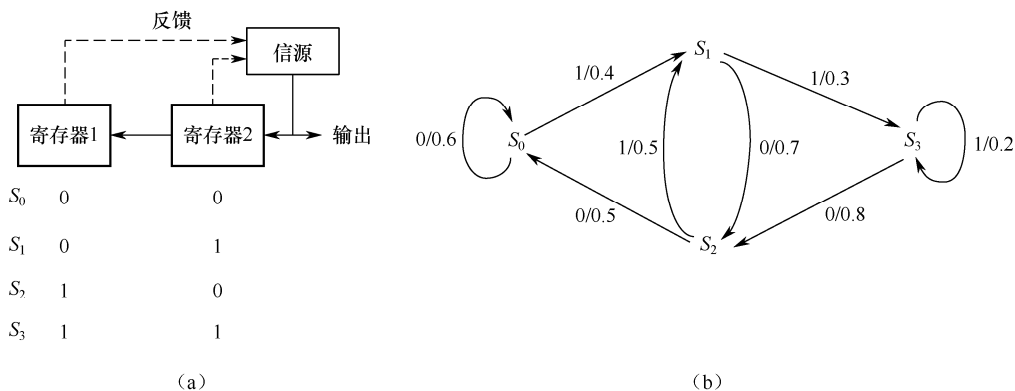 反馈
信源
寄存器1
寄存器2
输出
S₀ 0 0
S₁ 0 1
S₂ 1 0
S₃ 1 1
(a)
S₁
1/0.4
1/0.3
0/0.6
S₀
1/0.5
0/0.7
S₃
1/0.2
0/0.5
0/0.8
S₂
(b)